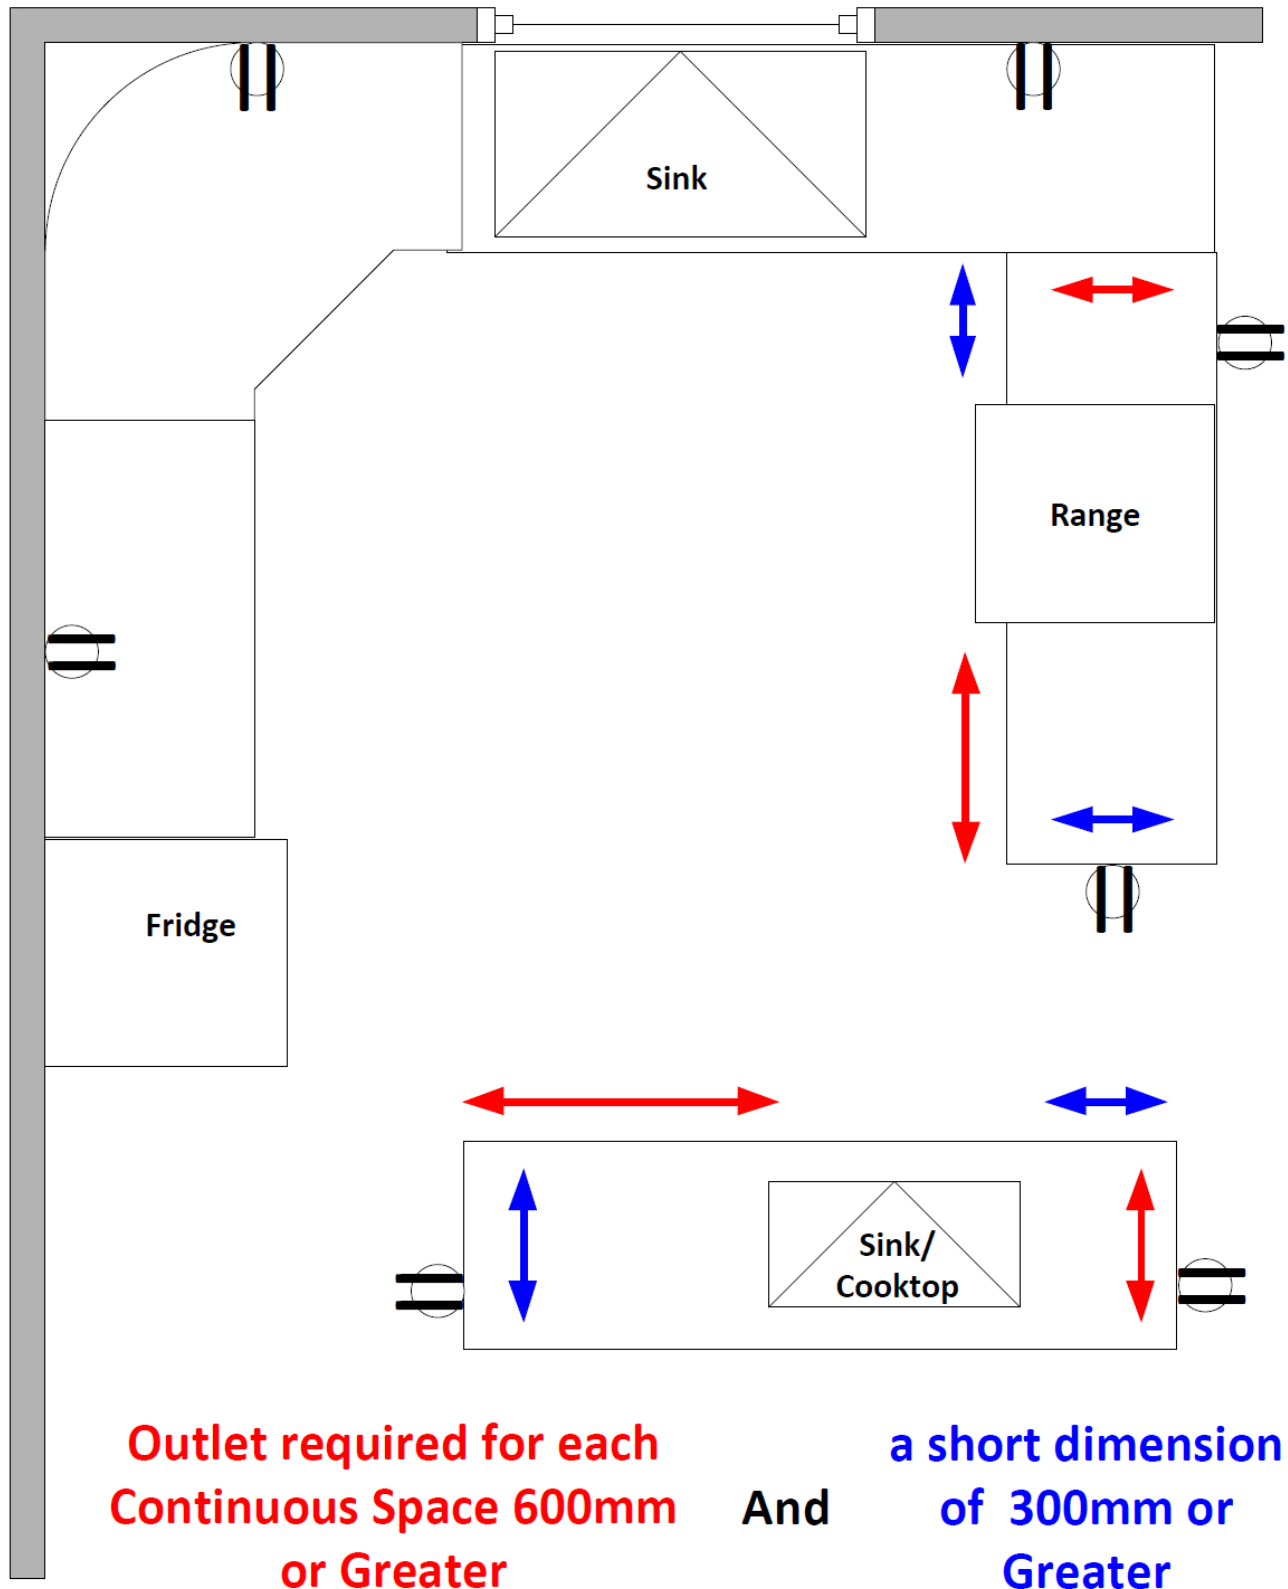 Sink
Range
Fridge
Sink/
Cooktop
Outlet required for each
Continuous Space 600mm
or Greater
And
a short dimension
of 300mm or
Greater